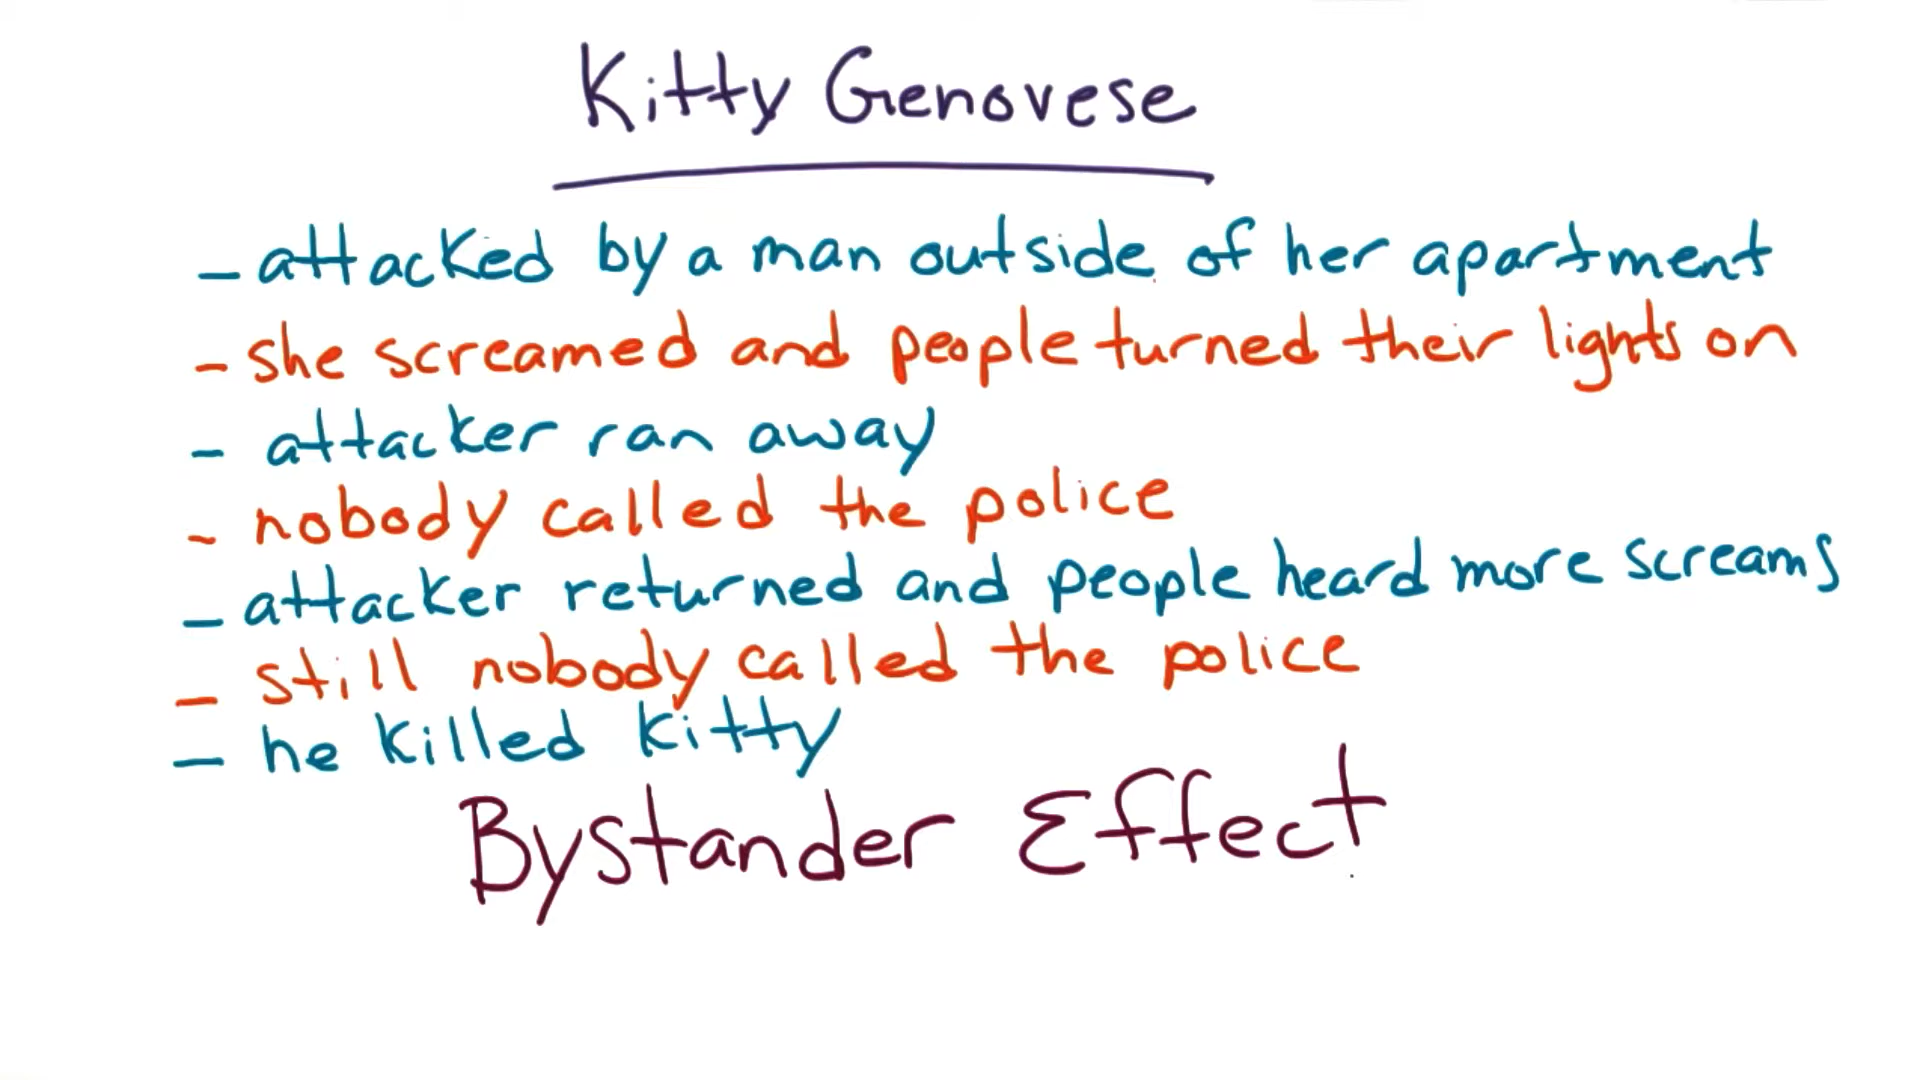 Kitty Genovese
- attacked by a man outside of her apartment
- she screamed and people turned their lights on
- attacker ran away
- nobody called the police
- attacker returned and people heard more screams
- still nobody called the police
- he killed Kitty
Bystander Effect